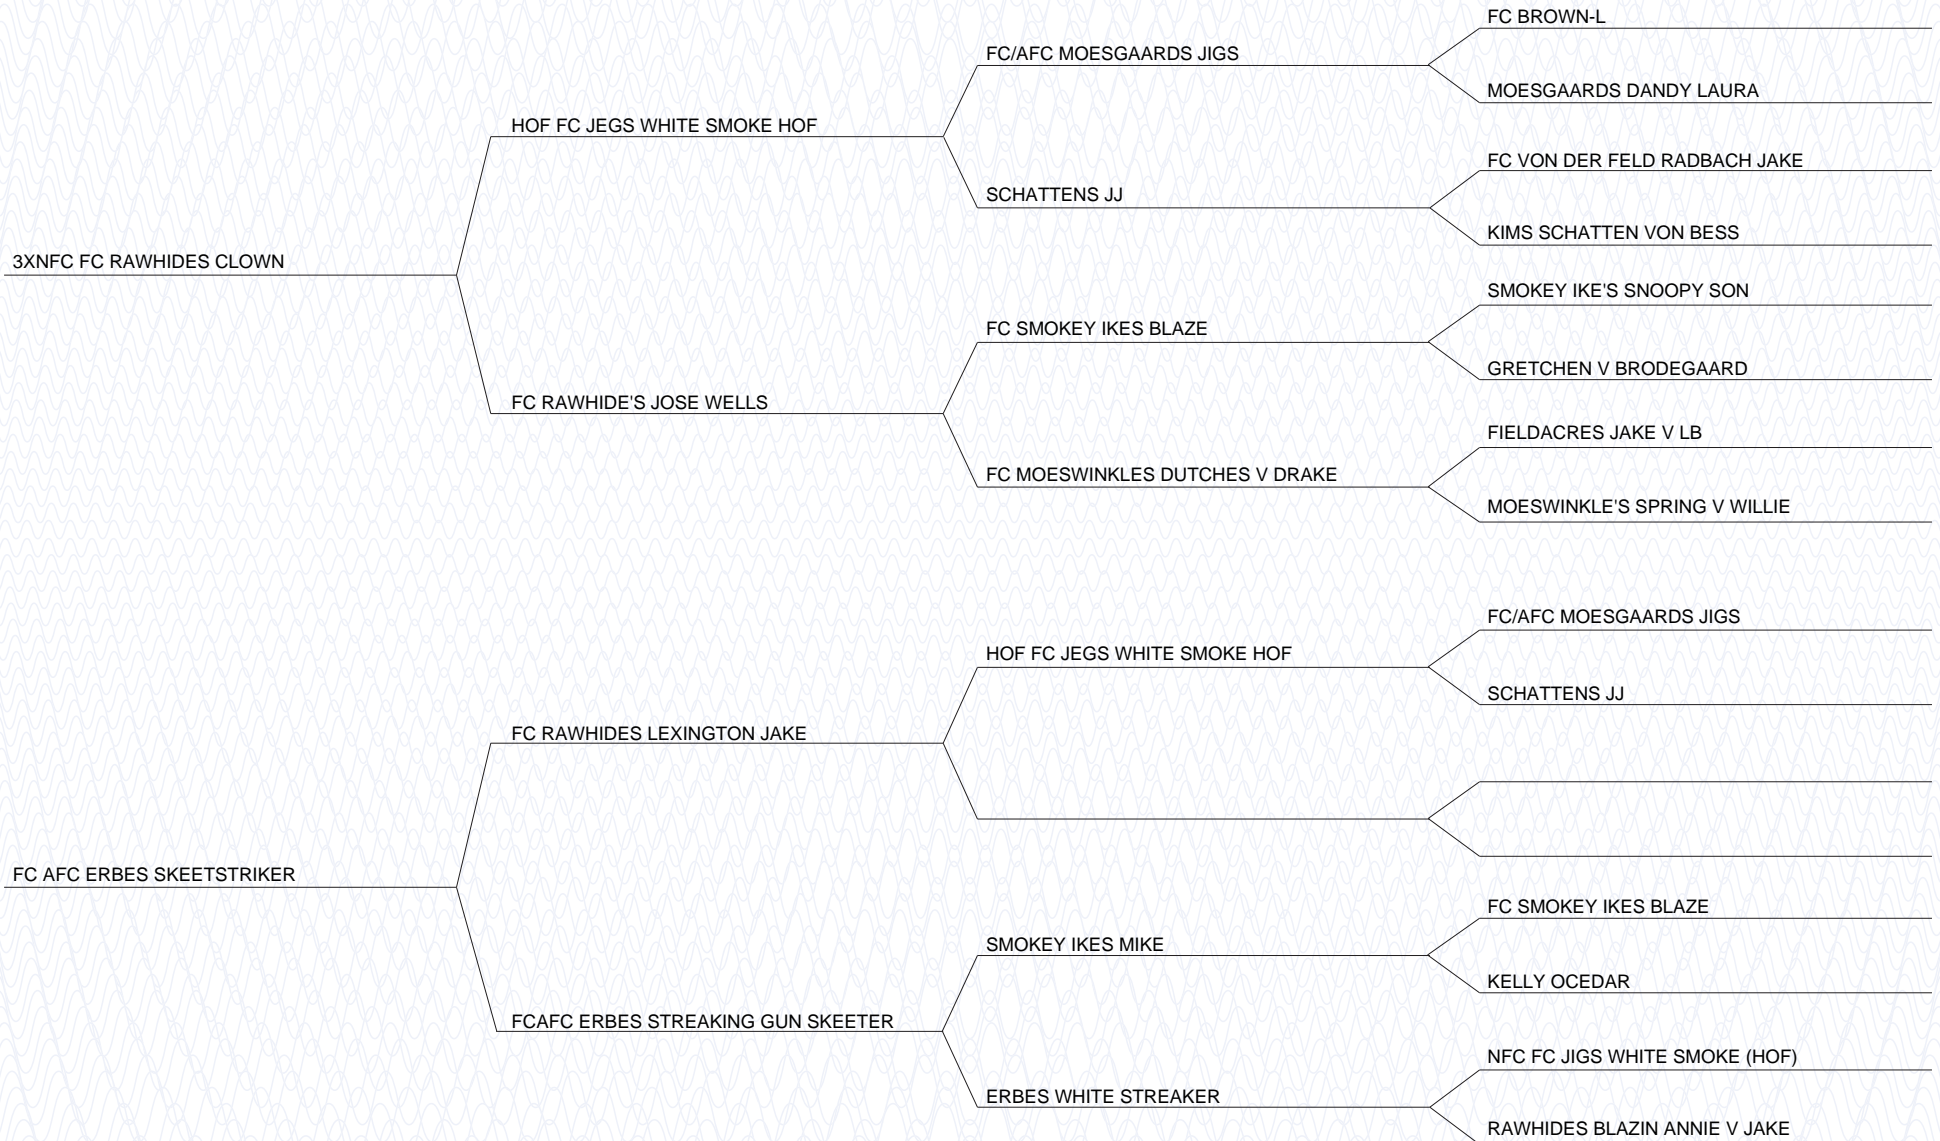 FC BROWN-L
FC/AFC MOESGAARDS JIGS
MOESGAARDS DANDY LAURA
HOF FC JEGS WHITE SMOKE HOF
FC VON DER FELD RADBACH JAKE
SCHATTENS JJ
KIMS SCHATTEN VON BESS
3XNFC FC RAWHIDES CLOWN
SMOKEY IKE'S SNOOPY SON
FC SMOKEY IKES BLAZE
GRETCHEN V BRODEGAARD
FC RAWHIDE'S JOSE WELLS
FIELDACRES JAKE V LB
FC MOESWINKLES DUTCHES V DRAKE
MOESWINKLE'S SPRING V WILLIE
FC/AFC MOESGAARDS JIGS
HOF FC JEGS WHITE SMOKE HOF
SCHATTENS JJ
FC RAWHIDES LEXINGTON JAKE
FC AFC ERBES SKEETSTRIKER
FC SMOKEY IKES BLAZE
SMOKEY IKES MIKE
KELLY OCEDAR
FCAFC ERBES STREAKING GUN SKEETER
NFC FC JIGS WHITE SMOKE (HOF)
ERBES WHITE STREAKER
RAWHIDES BLAZIN ANNIE V JAKE